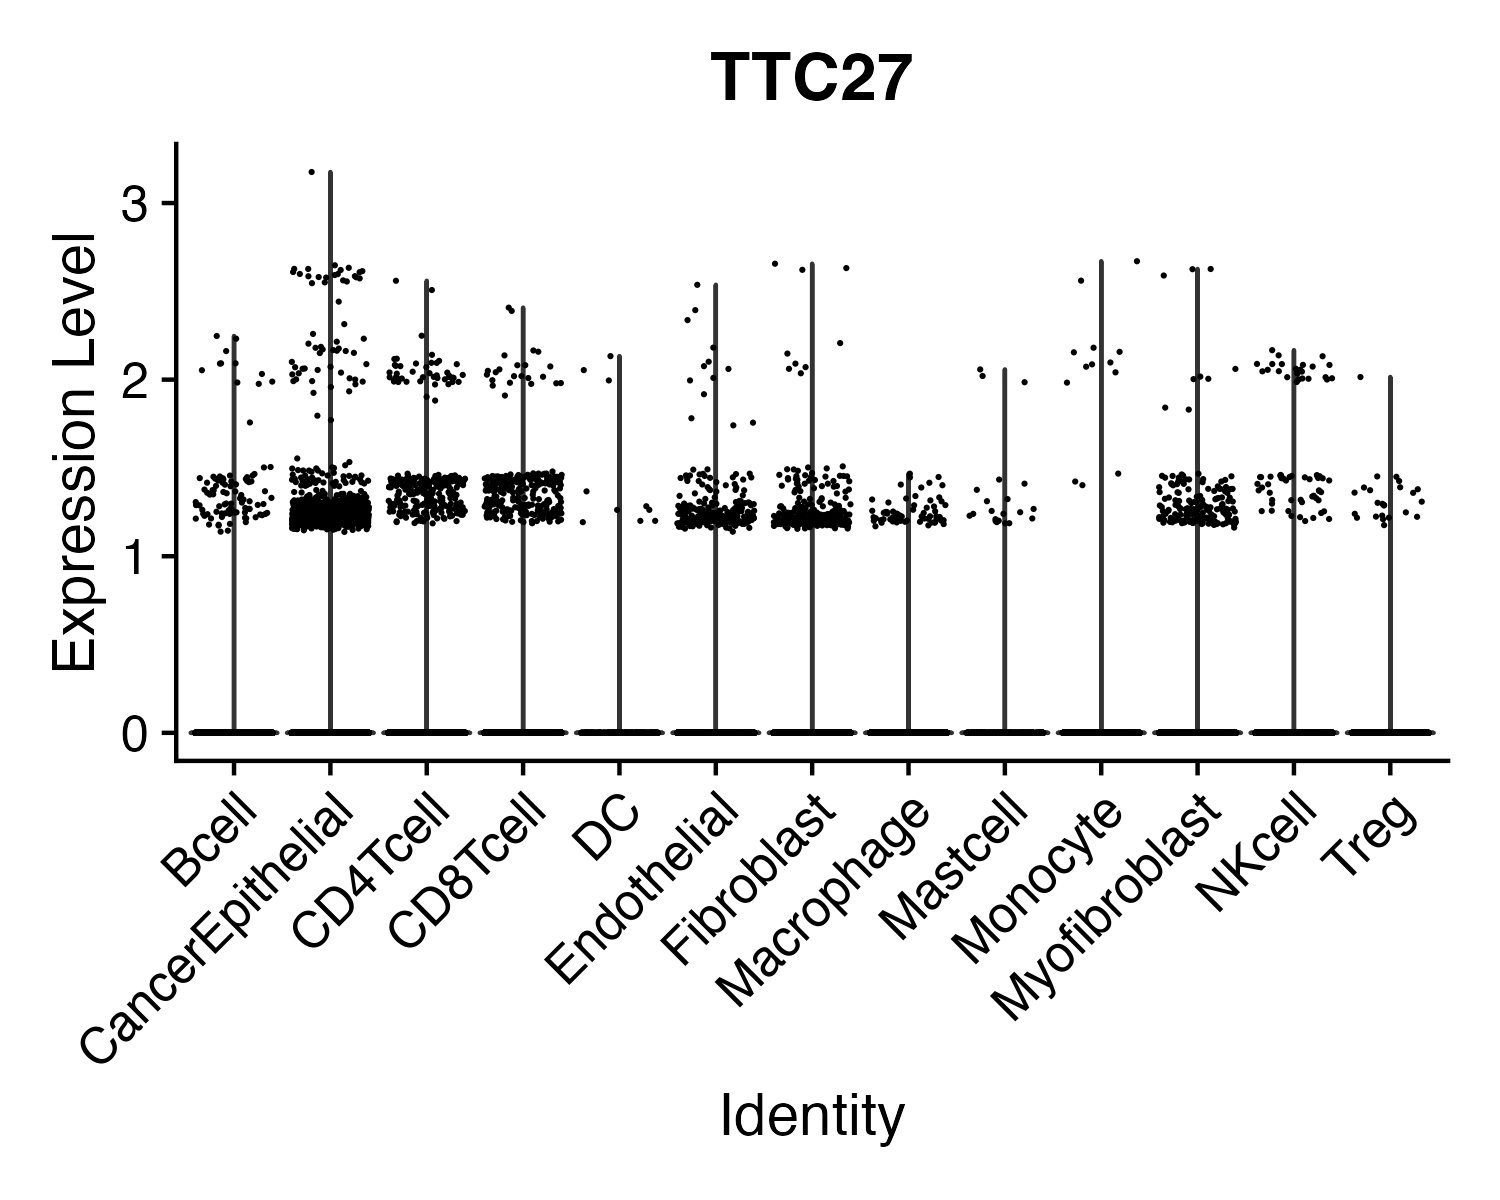 TTC27
Expression Level
3
2
1
0
Bcell
CancerEpithelial
CD4Tcell
CD8Tcell
DC
Endothelial
Fibroblast
Macrophage
Mastcell
Monocyte
Myofibroblast
NKcell
Treg
Identity